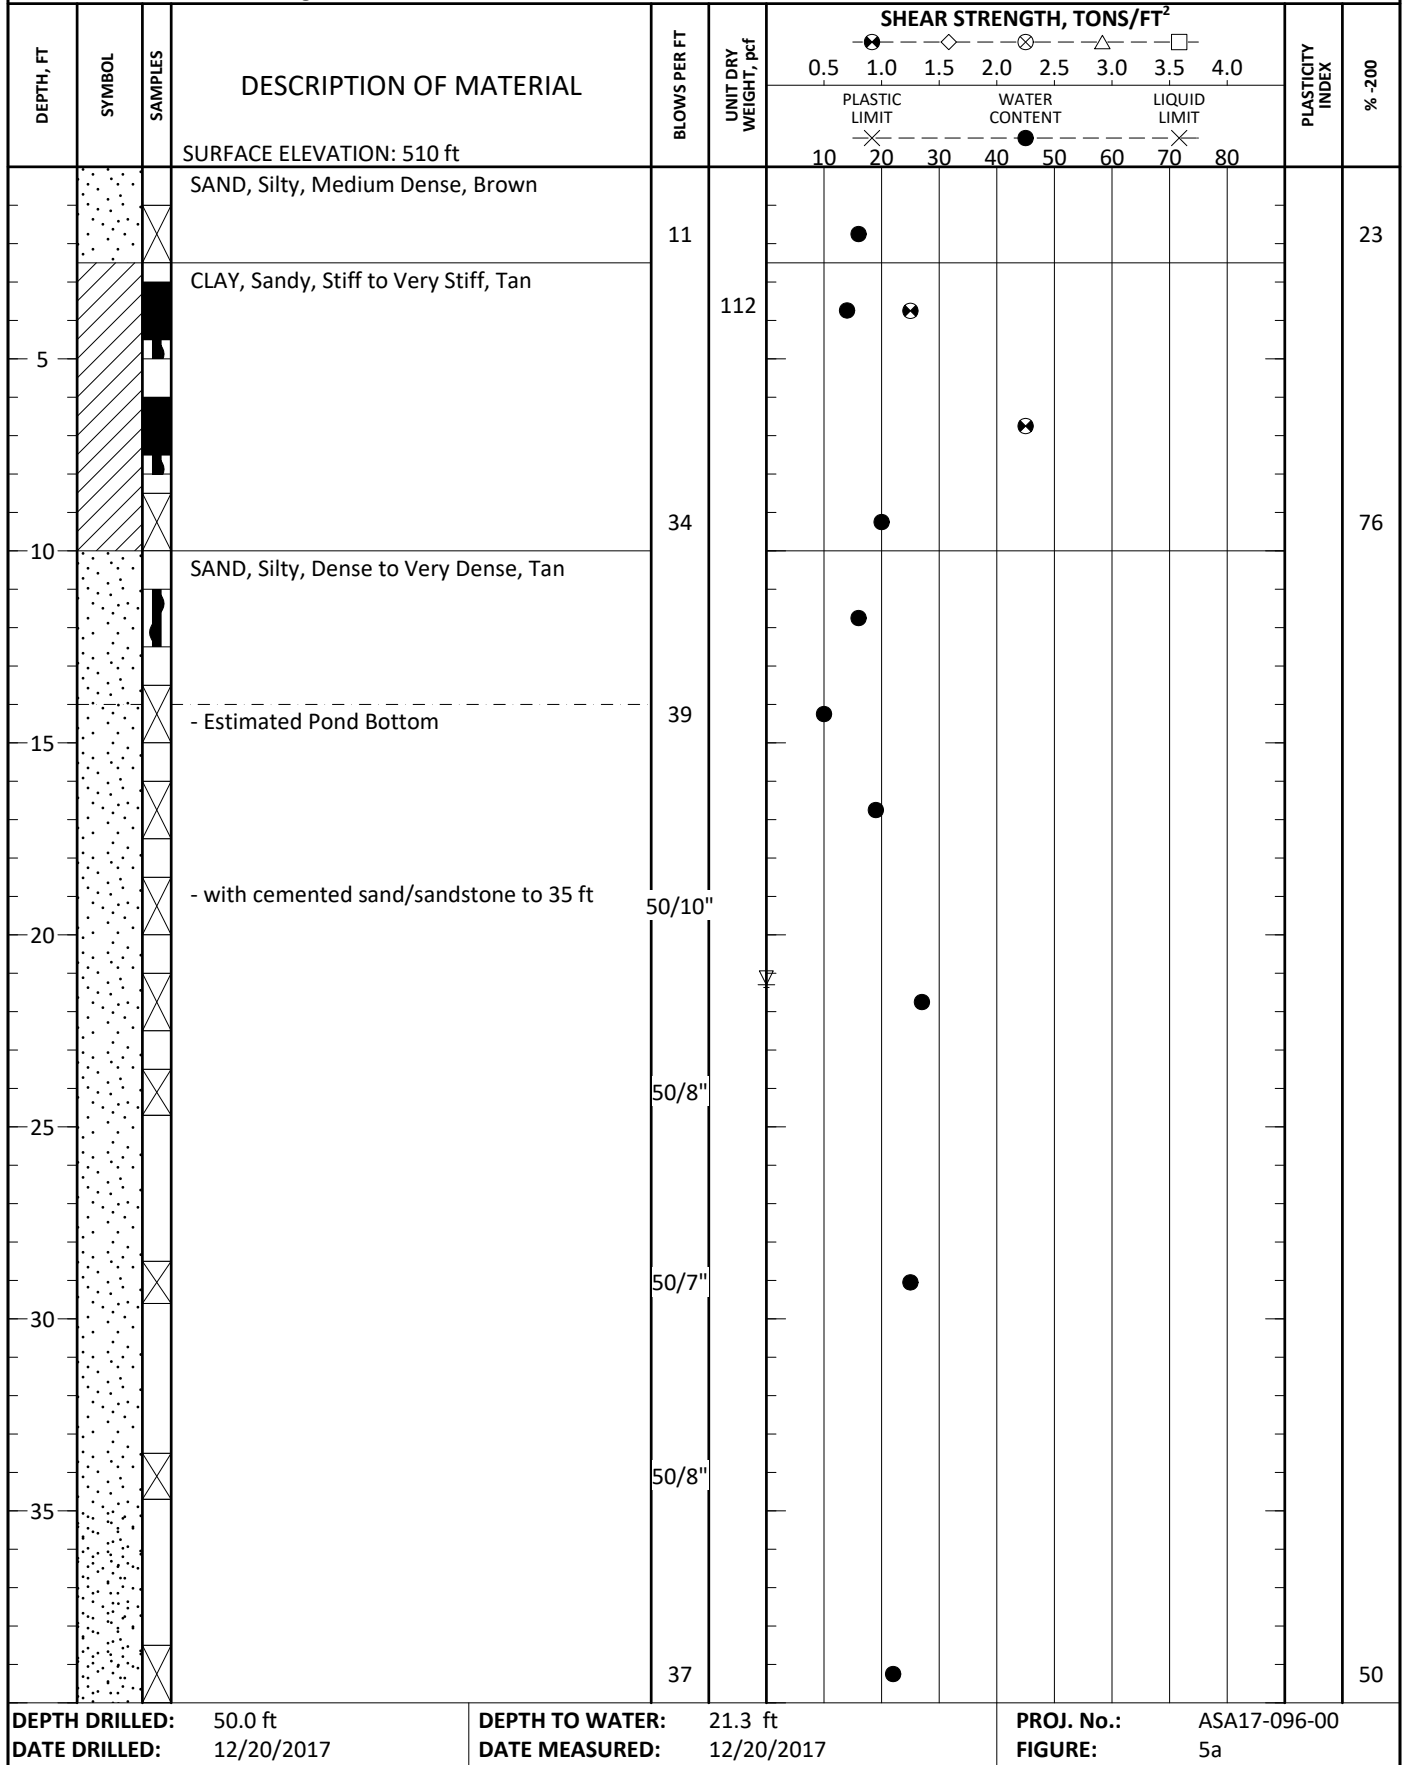 SHEAR STRENGTH, TONS/FT²
DEPTH, FT
SYMBOL
SAMPLES
DESCRIPTION OF MATERIAL
SURFACE ELEVATION: 510 ft
BLOWS PER FT
UNIT DRY
WEIGHT, pcf
0.5 1.0 1.5 2.0 2.5 3.0 3.5 4.0
PLASTIC
LIMIT
WATER
CONTENT
LIQUID
LIMIT
10 20 30 40 50 60 70 80
PLASTICITY
INDEX
% -200
SAND, Silty, Medium Dense, Brown
11
23
CLAY, Sandy, Stiff to Very Stiff, Tan
112
5
34
76
10
SAND, Silty, Dense to Very Dense, Tan
- Estimated Pond Bottom
39
15
- with cemented sand/sandstone to 35 ft
50/10"
20
50/8"
25
50/7"
30
50/8"
35
37
50
DEPTH DRILLED: 50.0 ft
DATE DRILLED: 12/20/2017
DEPTH TO WATER: 21.3 ft
DATE MEASURED: 12/20/2017
PROJ. No.: ASA17-096-00
FIGURE: 5a